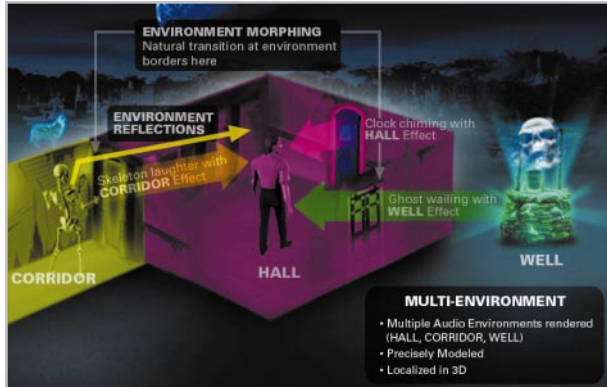 ENVIRONMENT MORPHING
Natural transition at environment
borders here
ENVIRONMENT
REFLECTIONS
Clock chiming with
HALL Effect
Skeleton laughter with
CORRIDOR Effect
Ghost wailing with
WELL Effect
CORRIDOR
HALL
WELL
MULTI-ENVIRONMENT
• Multiple Audio Environments rendered
(HALL, CORRIDOR, WELL)
• Precisely Modeled
• Localized in 3D